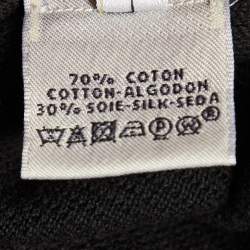 70% COTON
COTTON-ALGODON
30% SOIE-SILK-SEDA